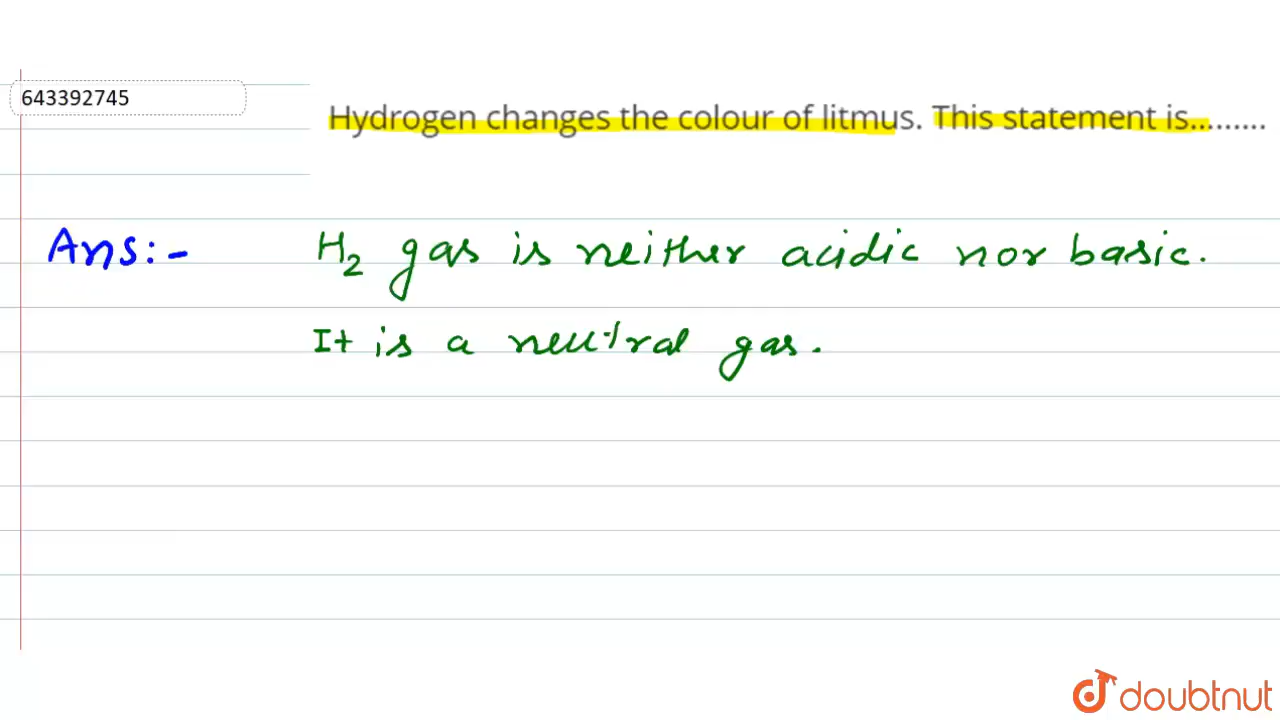 643392745
Hydrogen changes the colour of litmus. This statement is.........
Ans:- H₂ gas is neither acidic nor basic.
It is a neutral gas.
doubtnut